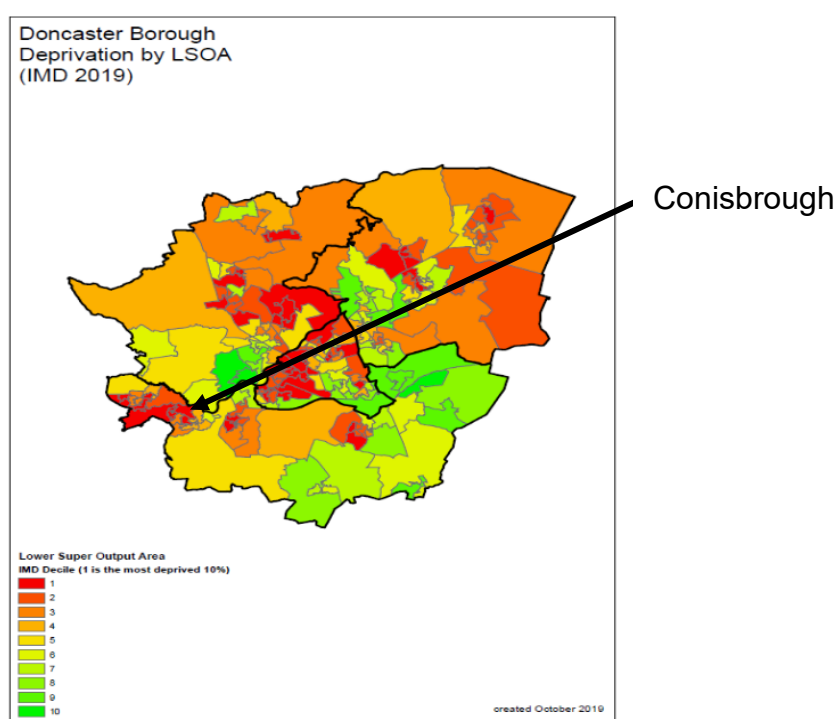 Doncaster Borough
Deprivation by LSOA
(IMD 2019)
Conisbrough
Lower Super Output Area
IMD Decile (1 is the most deprived 10%)
1
2
3
4
5
6
7
8
9
10
created October 2019